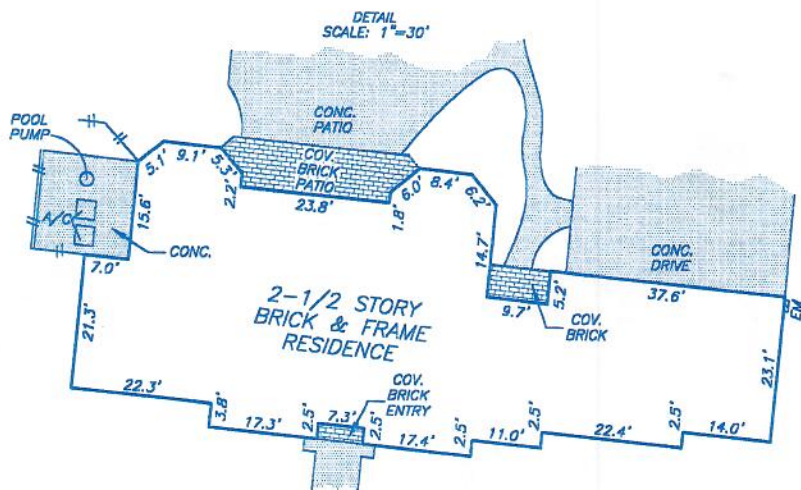 DETAIL
SCALE: 1"=30'
POOL
PUMP
CONC.
PATIO
COV.
BRICK
PATIO
5.1'
9.1'
5.3'
2.2'
23.8'
1.8'
6.0'
8.4'
6.2'
15.6'
A/C
CONC.
7.0'
14.7'
CONC.
DRIVE
9.7'
5.2'
37.6'
EM
COV.
BRICK
21.3'
2-1/2 STORY
BRICK & FRAME
RESIDENCE
23.1'
22.3'
3.8'
17.3'
2.5'
7.3'
2.5'
COV.
BRICK
ENTRY
17.4'
2.5'
11.0'
2.5'
22.4'
2.5'
14.0'